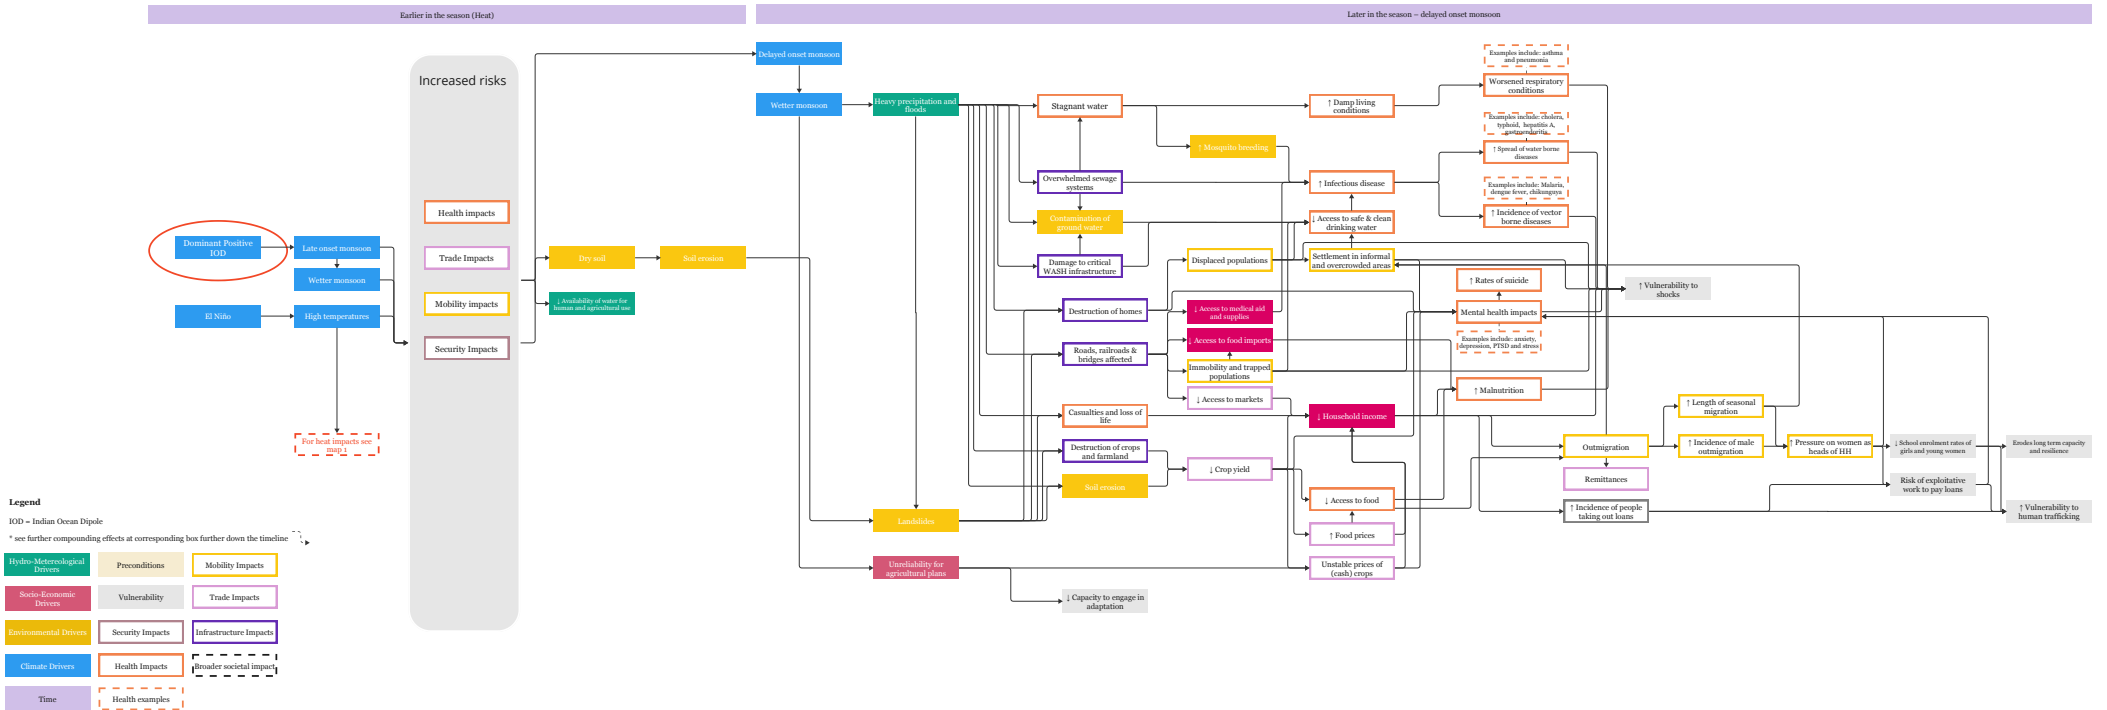 Earlier in the season (Heat)
Later in the season – delayed onset monsoon
Increased risks
Health impacts
Trade Impacts
Mobility impacts
Security Impacts
Dominant Positive
IOD
Late onset monsoon
Wetter monsoon
El Niño
High temperatures
For heat impacts see
map 1
Dry soil
Soil erosion
↓ Availability of water for
human and agricultural use
Delayed onset monsoon
Wetter monsoon
Heavy precipitation and
floods
Landslides
Unreliability for
agricultural plans
Stagnant water
Overwhelmed sewage
systems
Contamination of
ground water
Damage to critical
WASH infrastructure
Destruction of homes
Roads, railroads &
bridges affected
Casualties and loss of
life
Destruction of crops
and farmland
Soil erosion
↓ Capacity to engage in
adaptation
↑ Mosquito breeding
Displaced populations
↓ Access to medical aid
and supplies
↓ Access to food imports
Immobility and trapped
populations
↓ Access to markets
↓ Crop yield
↑ Damp living
conditions
↑ Infectious disease
↓ Access to safe & clean
drinking water
Settlement in informal
and overcrowded areas
↓ Household income
↓ Access to food
↑ Food prices
Unstable prices of
(cash) crops
Examples include: asthma
and pneumonia
Worsened respiratory
conditions
Examples include: cholera,
typhoid, hepatitis A,
gastroendoritis
↑ Spread of water borne
diseases
Examples include: Malaria,
dengue fever, chikunguya
↑ Incidence of vector
borne diseases
↑ Rates of suicide
Mental health impacts
Examples include: anxiety,
depression, PTSD and stress
↑ Malnutrition
↑ Vulnerability to
shocks
Outmigration
Remittances
↑ Incidence of people
taking out loans
↑ Length of seasonal
migration
↑ Incidence of male
outmigration
↑ Pressure on women as
heads of HH
↓ School enrolment rates of
girls and young women
Risk of exploitative
work to pay loans
Erodes long term capacity
and resilience
↑ Vulnerability to
human trafficking
Legend
IOD = Indian Ocean Dipole
* see further compounding effects at corresponding box further down the timeline
Hydro-Metereological
Drivers
Preconditions
Mobility Impacts
Socio-Economic
Drivers
Vulnerability
Trade Impacts
Environmental Drivers
Security Impacts
Infrastructure Impacts
Climate Drivers
Health Impacts
Broader societal impact
Time
Health examples